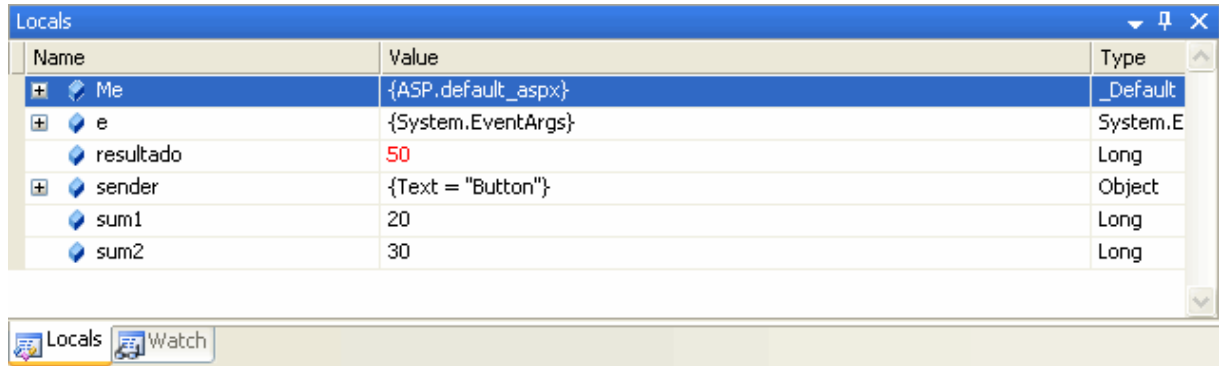 Locals
Name Value Type
Me {ASP.default_aspx} _Default
e {System.EventArgs} System.E
resultado 50 Long
sender {Text = "Button"} Object
sum1 20 Long
sum2 30 Long
Locals Watch